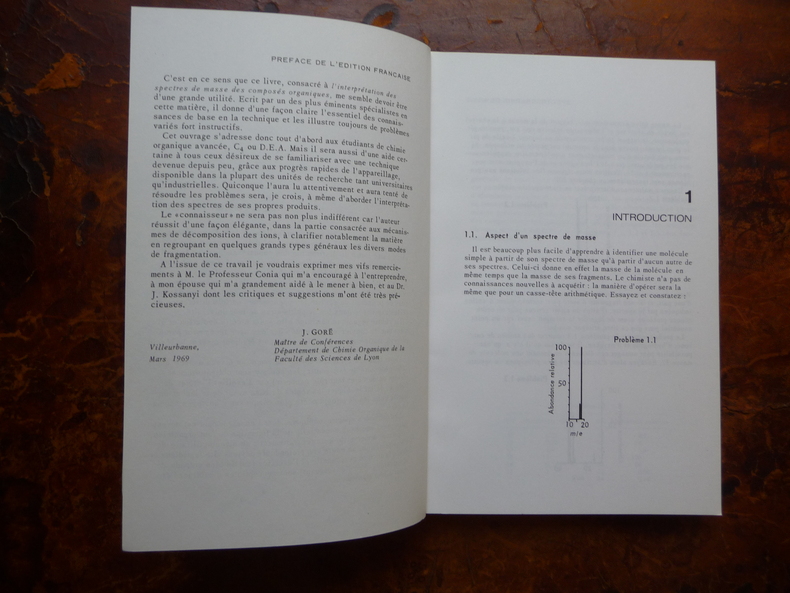 PREFACE DE L'EDITION FRANCAISE
C'est en ce sens que ce livre, consacré à l'interprétation des
spectres de masse des composés organiques, me semble devoir être
d'une grande utilité. Ecrit par un des plus éminents spécialistes en
cette matière, il donne d'une façon claire l'essentiel des connais-
sances de base en la technique et les illustre toujours de problèmes
variés fort instructifs.
Cet ouvrage s'adresse donc tout d'abord aux étudiants de chimie
organique avancée, C4 ou D.E.A. Mais il sera aussi d'une aide cer-
taine à tous ceux désireux de se familiariser avec une technique
devenue depuis peu, grâce aux progrès rapides de l'appareillage,
disponible dans la plupart des unités de recherche tant universitaires
qu'industrielles. Quiconque l'aura lu attentivement et aura tenté de
résoudre les problèmes sera, je crois, à même d'aborder l'interpréta-
tion des spectres de ses propres produits.
Le «connaisseur» ne sera pas non plus indifférent car l'auteur
réussit d'une façon élégante, dans la partie consacrée aux mécanis-
mes de décomposition des ions, à clarifier notablement la matière
en regroupant en quelques grands types généraux les divers modes
de fragmentation.
A l'issue de ce travail je voudrais exprimer mes vifs remercie-
ments à M. le Professeur Conia qui m'a encouragé à l'entreprendre,
à mon épouse qui m'a grandement aidé à le mener à bien, et au Dr.
J. Kossanyi dont les critiques et suggestions m'ont été très pré-
cieuses.
J. GORÉ
Maître de Conférences
Département de Chimie Organique de la
Faculté des Sciences de Lyon
Villeurbanne,
Mars 1969
1
INTRODUCTION
1.1. Aspect d'un spectre de masse
Il est beaucoup plus facile d'apprendre à identifier une molécule
simple à partir de son spectre de masse qu'à partir d'aucun autre de
ses spectres. Celui-ci donne en effet la masse de la molécule en
même temps que la masse de ses fragments. Le chimiste n'a pas de
connaissances nouvelles à acquérir : la manière d'opérer sera la
même que pour un casse-tête arithmétique. Essayez et constatez :
Problème 1.1
Abondance relative
100
50
10 20
m/e